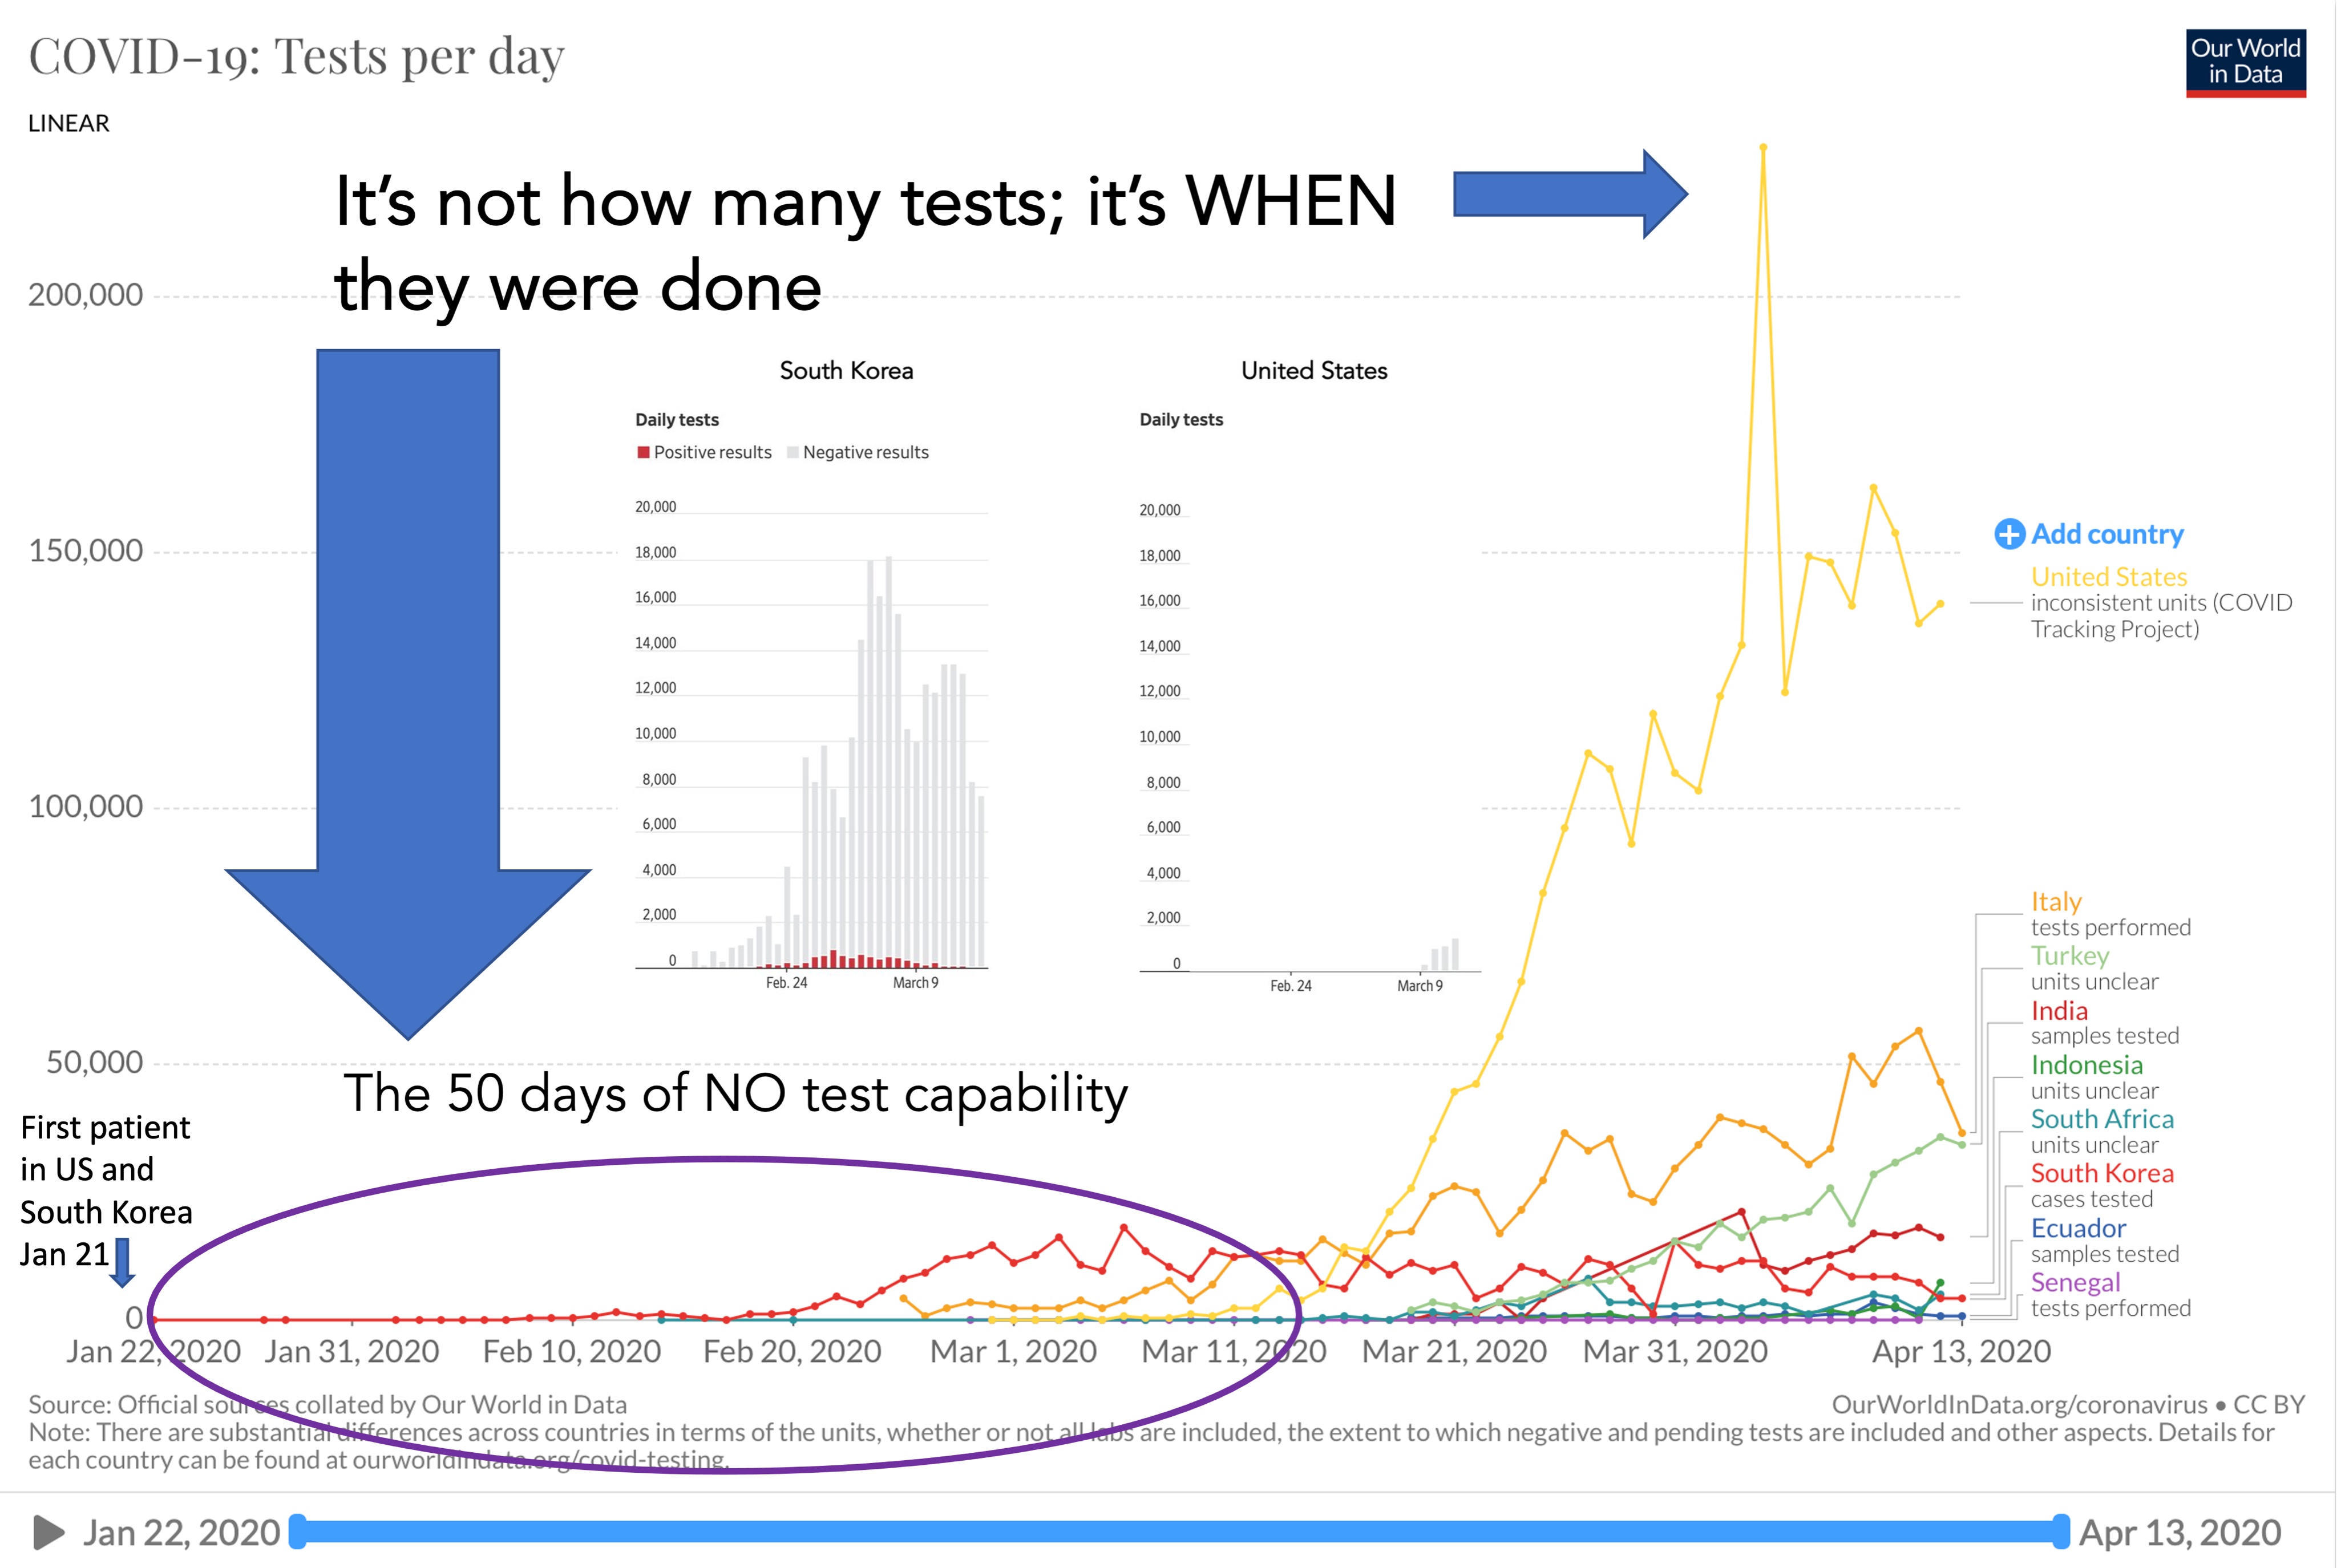 COVID-19: Tests per day
Our World
in Data
LINEAR
It's not how many tests; it's WHEN
they were done
200,000
150,000
100,000
50,000
0
South Korea
Daily tests
Positive results
Negative results
20,000
18,000
16,000
14,000
12,000
10,000
8,000
6,000
4,000
2,000
0
Feb. 24
March 9
United States
Daily tests
20,000
18,000
16,000
14,000
12,000
10,000
8,000
6,000
4,000
2,000
0
Feb. 24
March 9
Add country
United States
inconsistent units (COVID
Tracking Project)
Italy
tests performed
Turkey
units unclear
India
samples tested
Indonesia
units unclear
South Africa
units unclear
South Korea
cases tested
Ecuador
samples tested
Senegal
tests performed
The 50 days of NO test capability
First patient
in US and
South Korea
Jan 21
Jan 22, 2020
Jan 31, 2020
Feb 10, 2020
Feb 20, 2020
Mar 1, 2020
Mar 11, 2020
Mar 21, 2020
Mar 31, 2020
Apr 13, 2020
Source: Official sources collated by Our World in Data
OurWorldInData.org/coronavirus • CC BY
Note: There are substantial differences across countries in terms of the units, whether or not all labs are included, the extent to which negative and pending tests are included and other aspects. Details for
each country can be found at ourworldindata.org/covid-testing.
Jan 22, 2020
Apr 13, 2020